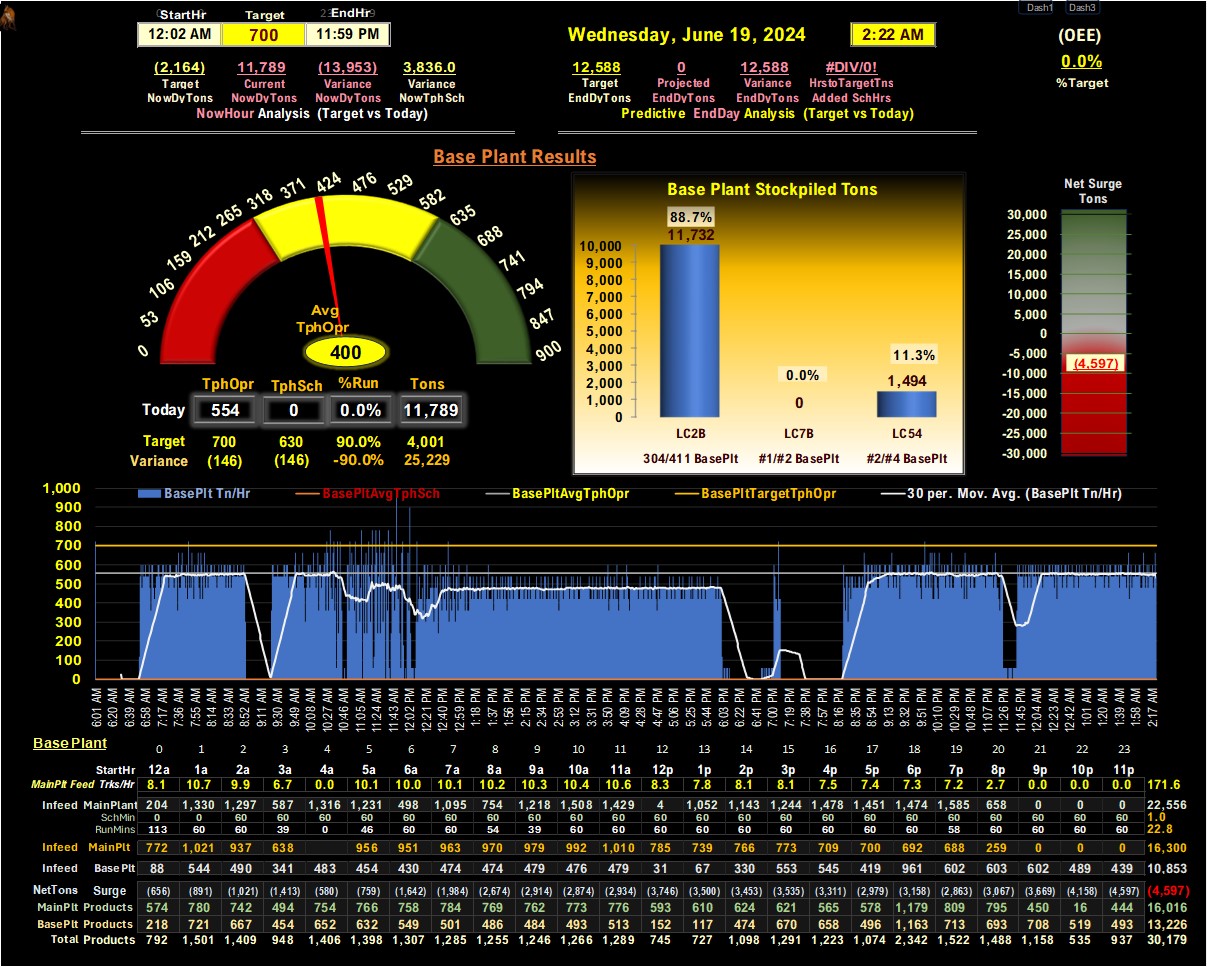 Dash1 Dash3
StartHr Target EndHr
12:02 AM 700 11:59 PM
Wednesday, June 19, 2024 2:22 AM
(OEE)
0.0%
%Target
(2,164) 11,789 (13,953) 3,836.0
Target Current Variance Variance
NowDyTons NowDyTons NowDyTons NowTphSch
NowHour Analysis (Target vs Today)
12,588 0 12,588 #DIV/0!
Target Projected Variance HrstoTargetTns
EndDyTons EndDyTons EndDyTons Added SchHrs
Predictive EndDay Analysis (Target vs Today)
Base Plant Results
0 53 106 159 212 265 318 371 424 476 529 582 635 688 741 794 847 900
Avg
TphOpr
400
TphOpr TphSch %Run Tons
Today 554 0 0.0% 11,789
Target 700 630 90.0% 4,001
Variance (146) (146) -90.0% 25,229
Base Plant Stockpiled Tons
88.7%
11,732
11.3%
1,494
0.0%
0
10,000
9,000
8,000
7,000
6,000
5,000
4,000
3,000
2,000
1,000
0
LC2B LC7B LC54
304/411 BasePlt #1/#2 BasePlt #2/#4 BasePlt
Net Surge
Tons
30,000
25,000
20,000
15,000
10,000
5,000
0
-5,000
(4,597)
-10,000
-15,000
-20,000
-25,000
-30,000
BasePlt Tn/Hr BasePltAvgTphSch BasePltAvgTphOpr BasePltTargetTphOpr 30 per. Mov. Avg. (BasePlt Tn/Hr)
1,000
900
800
700
600
500
400
300
200
100
0
6:01 AM 6:20 AM 6:39 AM 6:58 AM 7:17 AM 7:36 AM 7:55 AM 8:14 AM 8:33 AM 8:52 AM 9:11 AM 9:30 AM 9:49 AM 10:08 AM 10:27 AM 10:46 AM 11:05 AM 11:24 AM 11:43 AM 12:02 PM 12:21 PM 12:40 PM 12:59 PM 1:18 PM 1:37 PM 1:56 PM 2:15 PM 2:34 PM 2:53 PM 3:12 PM 3:31 PM 3:50 PM 4:09 PM 4:28 PM 4:47 PM 5:06 PM 5:25 PM 5:44 PM 6:03 PM 6:22 PM 6:41 PM 7:00 PM 7:19 PM 7:38 PM 7:57 PM 8:16 PM 8:35 PM 8:54 PM 9:13 PM 9:32 PM 9:51 PM 10:10 PM 10:29 PM 10:48 PM 11:07 PM 11:26 PM 11:45 PM 12:04 AM 12:23 AM 12:42 AM 1:01 AM 1:20 AM 1:39 AM 1:58 AM 2:17 AM
Base Plant 0 1 2 3 4 5 6 7 8 9 10 11 12 13 14 15 16 17 18 19 20 21 22 23
StartHr 12a 1a 2a 3a 4a 5a 6a 7a 8a 9a 10a 11a 12p 1p 2p 3p 4p 5p 6p 7p 8p 9p 10p 11p
MainPlt Feed Trks/Hr 8.1 10.7 9.9 6.7 0.0 10.1 10.0 10.1 10.2 10.3 10.4 10.6 8.3 7.8 8.1 8.1 7.5 7.4 7.3 7.2 2.7 0.0 0.0 0.0 171.6
Infeed MainPlant 204 1,330 1,297 587 1,316 1,231 498 1,095 754 1,218 1,508 1,429 4 1,052 1,143 1,244 1,478 1,451 1,474 1,585 658 0 0 0 22,556
SchMin 0 0 60 60 60 60 60 60 60 60 60 60 60 60 60 60 60 60 60 60 60 60 60 60 1.0
RunMins 113 60 60 39 0 46 60 60 54 39 60 60 60 60 60 60 60 60 60 58 60 60 60 60 22.8
Infeed MainPlt 772 1,021 937 638 956 951 963 970 979 992 1,010 785 739 766 773 709 700 692 688 259 0 0 0 16,300
Infeed Base Plt 88 544 490 341 483 454 430 476 454 476 474 480 31 67 330 553 545 419 961 602 603 602 489 439 10,853
NetTons Surge (656) (891) (1,021) (1,413) (580) (759) (1,642) (1,984) (2,674) (2,914) (2,874) (2,934) (3,746) (3,500) (3,453) (3,535) (3,311) (2,979) (3,158) (2,863) (3,067) (3,669) (4,158) (4,597) (4,597)
MainPlt Products 574 780 742 494 754 766 758 784 769 762 773 776 593 610 624 621 565 578 1,179 809 795 450 16 444 16,016
BasePlt Products 218 721 667 454 652 632 549 501 486 484 493 513 152 117 474 670 658 496 1,163 713 693 708 519 493 13,226
Total Products 792 1,501 1,409 948 1,406 1,398 1,307 1,285 1,255 1,246 1,266 1,289 745 727 1,098 1,291 1,223 1,074 2,342 1,522 1,488 1,158 535 937 30,179